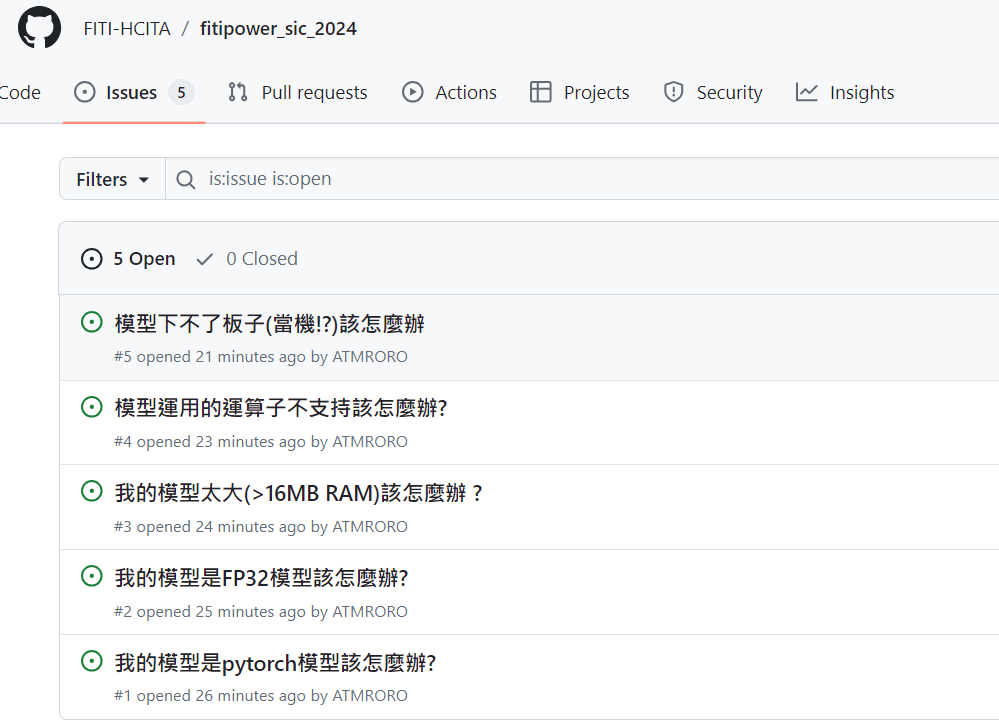 FITI-HCITA / fitipower_sic_2024
Code Issues 5 Pull requests Actions Projects Security Insights
Filters is:issue is:open
5 Open 0 Closed
模型下不了板子(當機!?)該怎麼辦
#5 opened 21 minutes ago by ATMRORO
模型運用的運算子不支持該怎麼辦?
#4 opened 23 minutes ago by ATMRORO
我的模型太大(>16MB RAM)該怎麼辦？
#3 opened 24 minutes ago by ATMRORO
我的模型是FP32模型該怎麼辦?
#2 opened 25 minutes ago by ATMRORO
我的模型是pytorch模型該怎麼辦?
#1 opened 26 minutes ago by ATMRORO